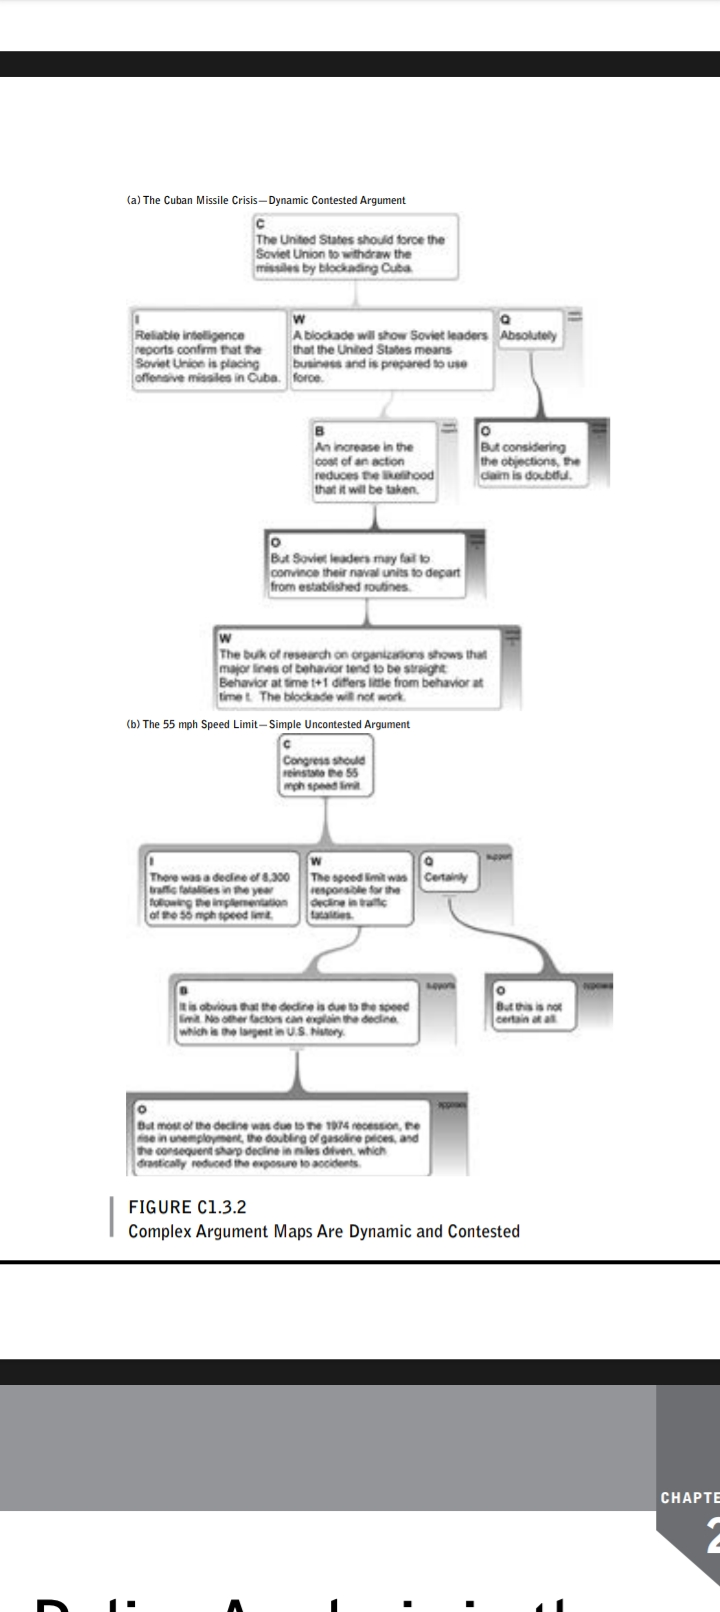 (a) The Cuban Missile Crisis—Dynamic Contested Argument
C
The United States should force the
Soviet Union to withdraw the
missiles by blockading Cuba.
I
Reliable intelligence
reports confirm that the
Soviet Union is placing
offensive missiles in Cuba.
W
A blockade will show Soviet leaders
that the United States means
business and is prepared to use
force.
Q
Absolutely
B
An increase in the
cost of an action
reduces the likelihood
that it will be taken.
O
But considering
the objections, the
claim is doubtful.
O
But Soviet leaders may fail to
convince their naval units to depart
from established routines.
W
The bulk of research on organizations shows that
major lines of behavior tend to be straight:
Behavior at time t+1 differs little from behavior at
time t. The blockade will not work.
(b) The 55 mph Speed Limit—Simple Uncontested Argument
C
Congress should
reinstate the 55
mph speed limit.
I
There was a decline of 8,300
traffic fatalities in the year
following the implementation
of the 55 mph speed limit.
W
The speed limit was
responsible for the
decline in traffic
fatalities.
Q
Certainly
support
B
It is obvious that the decline is due to the speed
limit. No other factors can explain the decline,
which is the largest in U.S. history.
supports
O
But this is not
certain at all.
O
But most of the decline was due to the 1974 recession, the
rise in unemployment, the doubling of gasoline prices, and
the consequent sharp decline in miles driven, which
drastically reduced the exposure to accidents.
opposes
FIGURE C1.3.2
Complex Argument Maps Are Dynamic and Contested
CHAPTE
2